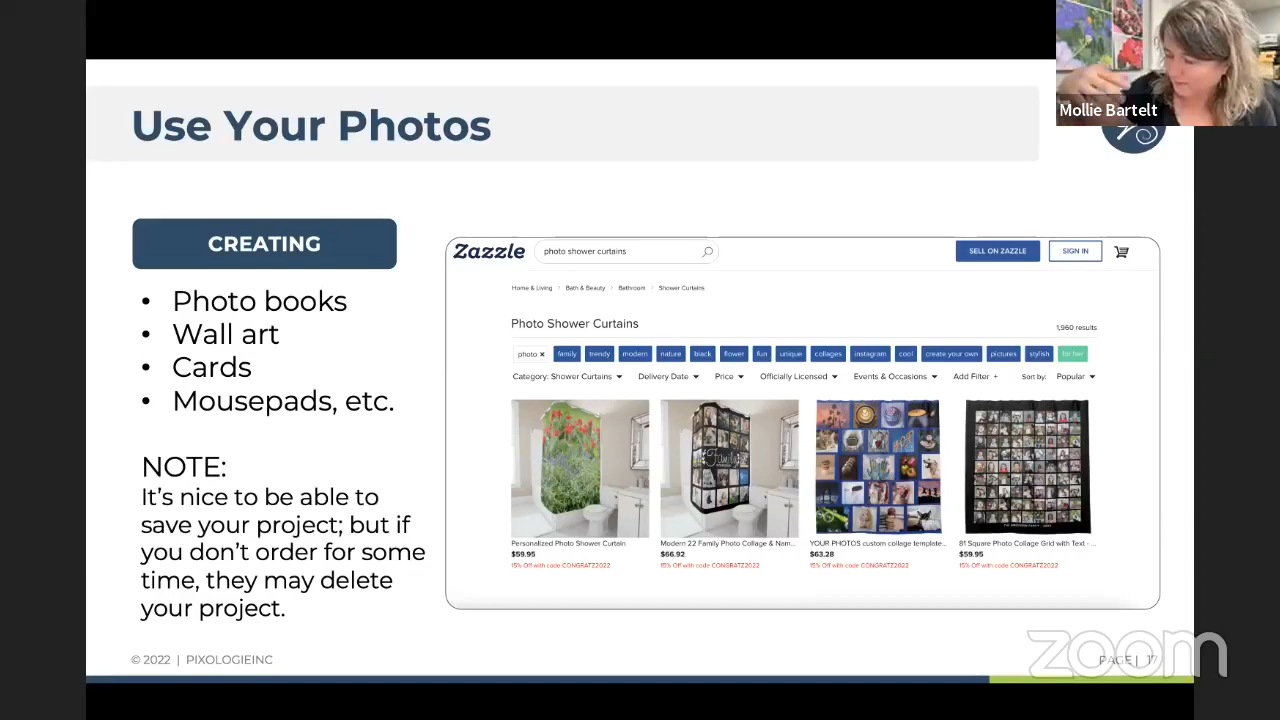 Mollie Bartelt
Use Your Photos
CREATING
• Photo books
• Wall art
• Cards
• Mousepads, etc.
NOTE:
It's nice to be able to
save your project; but if
you don't order for some
time, they may delete
your project.
Zazzle
photo shower curtains
SELL ON ZAZZLE
SIGN IN
Home & Living › Bath & Beauty › Bathroom › Shower Curtains
Photo Shower Curtains
1,960 results
photo × family trendy modern nature black flower fun unique collages instagram cool create your own pictures stylish for her
Category: Shower Curtains Delivery Date Price Officially Licensed Events & Occasions Add Filter + Sort by: Popular
Family
Personalized Photo Shower Curtain
$59.95
15% Off with code CONGRATZ2022
Modern 22 Family Photo Collage & Nam...
$66.92
15% Off with code CONGRATZ2022
YOUR PHOTOS custom collage template...
$63.28
15% Off with code CONGRATZ2022
81 Square Photo Collage Grid with Text - ...
$59.95
15% Off with code CONGRATZ2022
© 2022 | PIXOLOGIEINC
PAGE | 17
zoom